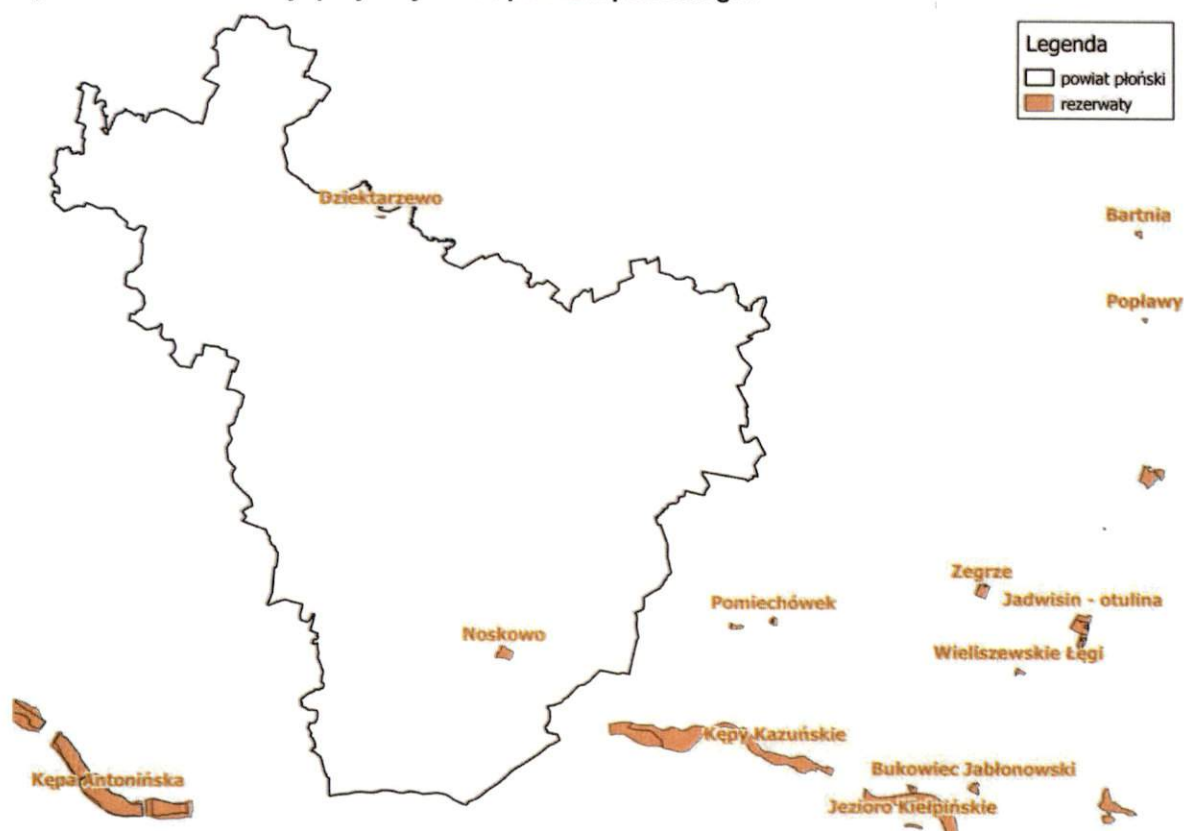 Legenda
powiat płoński
rezerwaty
Dziektarzewo
Bartnia
Popławy
Zegrze
Jadwisin - otulina
Pomiechówek
Noskowo
Wieliszewskie Łęgi
Kępy Kazuńskie
Kępa Antonińska
Bukowiec Jabłonowski
Jezioro Kiełpińskie